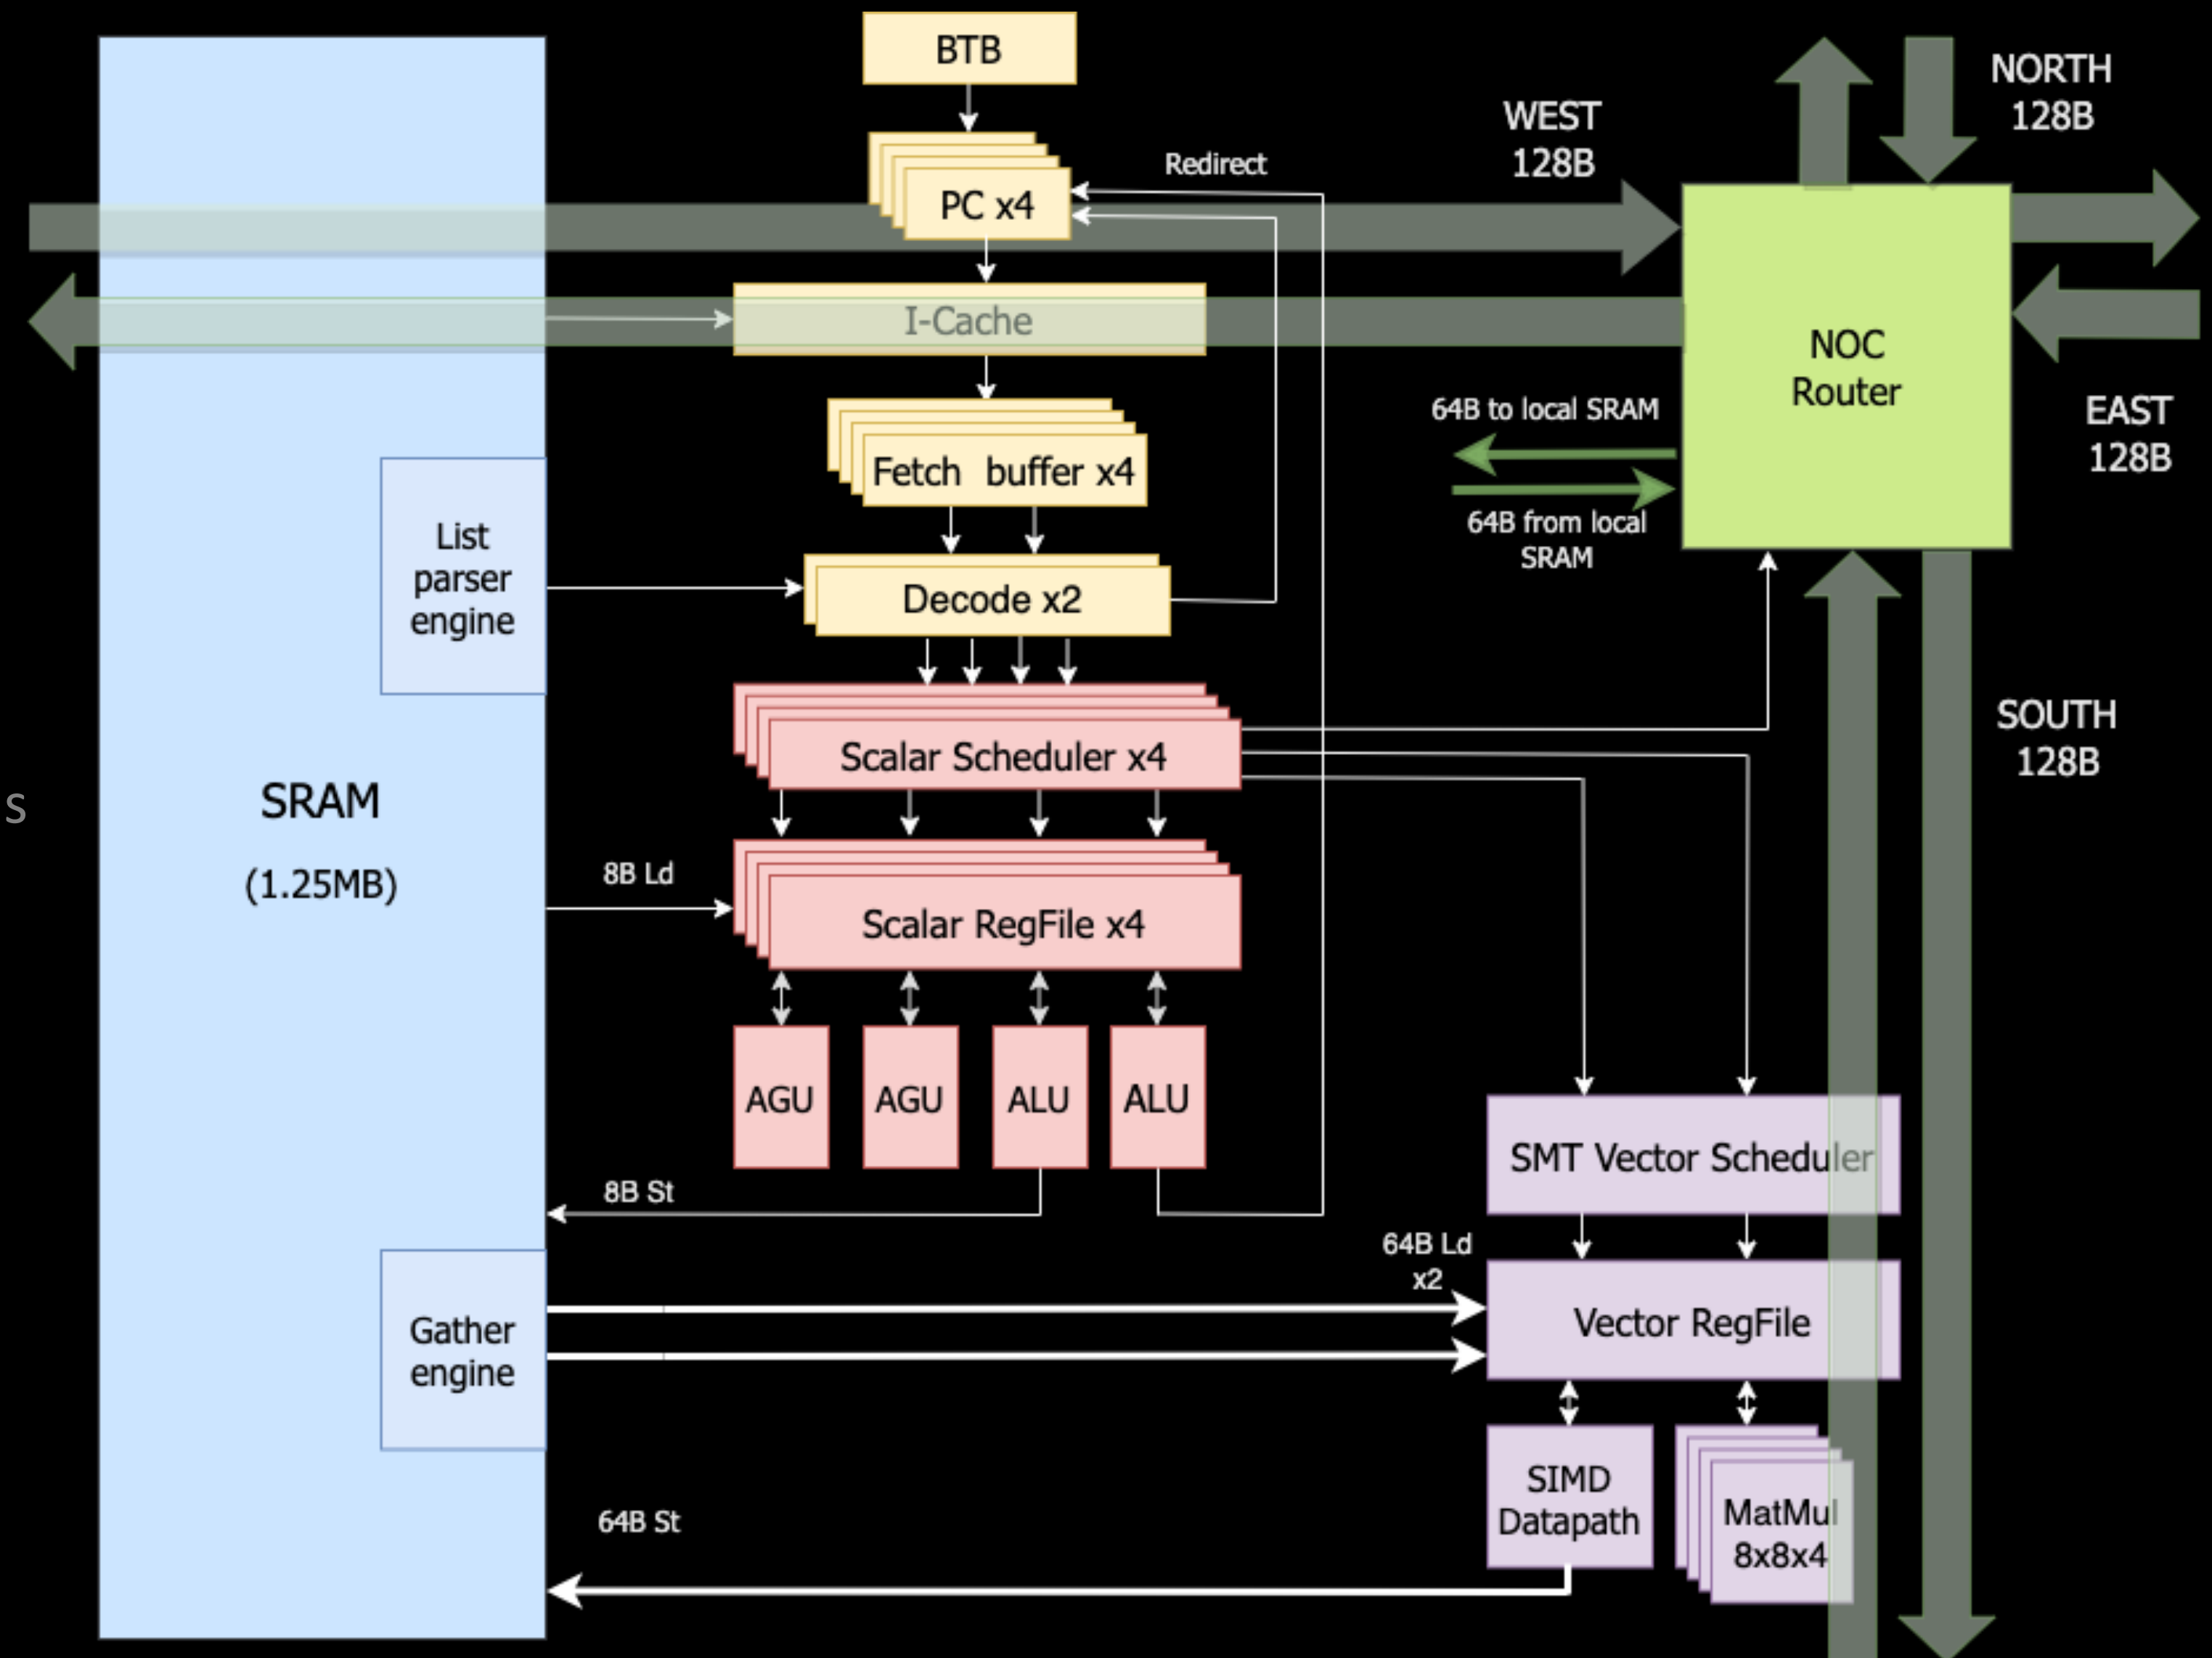 BTB
PC x4
Redirect
I-Cache
Fetch buffer x4
Decode x2
Scalar Scheduler x4
Scalar RegFile x4
AGU
AGU
ALU
ALU
s
SRAM
(1.25MB)
List
parser
engine
Gather
engine
8B Ld
8B St
64B Ld
x2
64B St
WEST
128B
NORTH
128B
NOC
Router
EAST
128B
64B to local SRAM
64B from local
SRAM
SOUTH
128B
SMT Vector Scheduler
Vector RegFile
SIMD
Datapath
MatMul
8x8x4